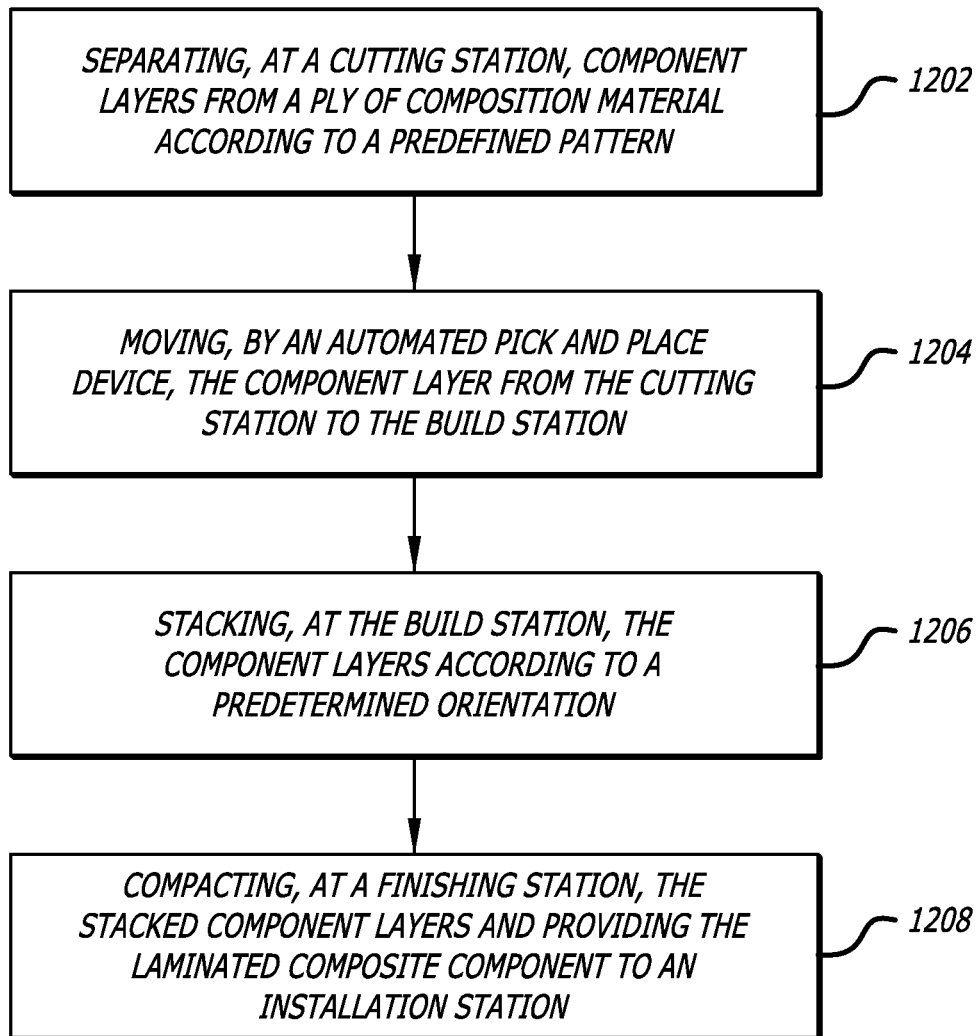 SEPARATING, AT A CUTTING STATION, COMPONENT
LAYERS FROM A PLY OF COMPOSITION MATERIAL
ACCORDING TO A PREDEFINED PATTERN
1202
MOVING, BY AN AUTOMATED PICK AND PLACE
DEVICE, THE COMPONENT LAYER FROM THE CUTTING
STATION TO THE BUILD STATION
1204
STACKING, AT THE BUILD STATION, THE
COMPONENT LAYERS ACCORDING TO A
PREDETERMINED ORIENTATION
1206
COMPACTING, AT A FINISHING STATION, THE
STACKED COMPONENT LAYERS AND PROVIDING THE
LAMINATED COMPOSITE COMPONENT TO AN
INSTALLATION STATION
1208